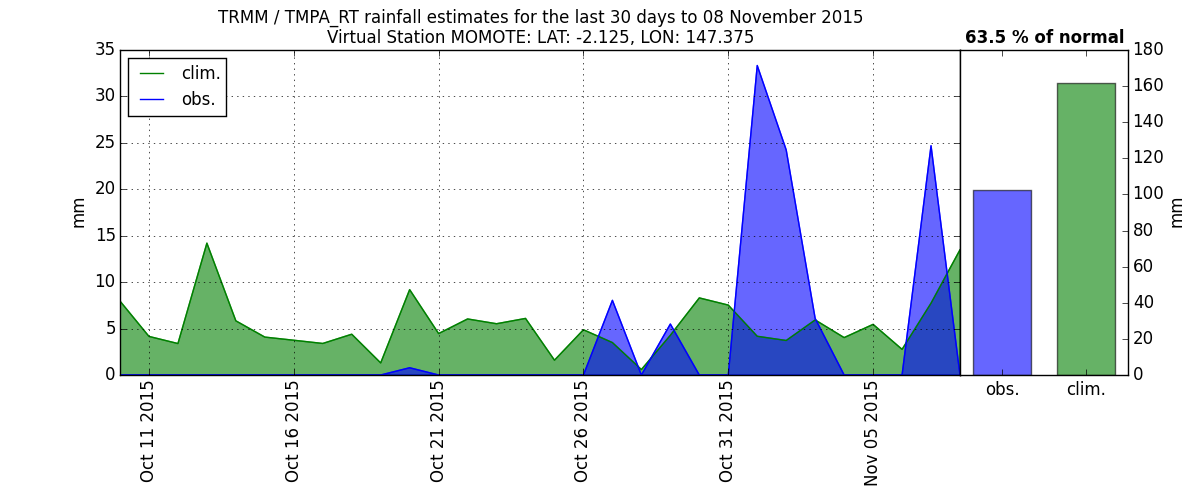 TRMM / TMPA_RT rainfall estimates for the last 30 days to 08 November 2015
Virtual Station MOMOTE: LAT: -2.125, LON: 147.375
63.5 % of normal
clim.
obs.
35
30
25
20
15
10
5
0
mm
Oct 11 2015
Oct 16 2015
Oct 21 2015
Oct 26 2015
Oct 31 2015
Nov 05 2015
obs.
clim.
180
160
140
120
100
80
60
40
20
0
mm